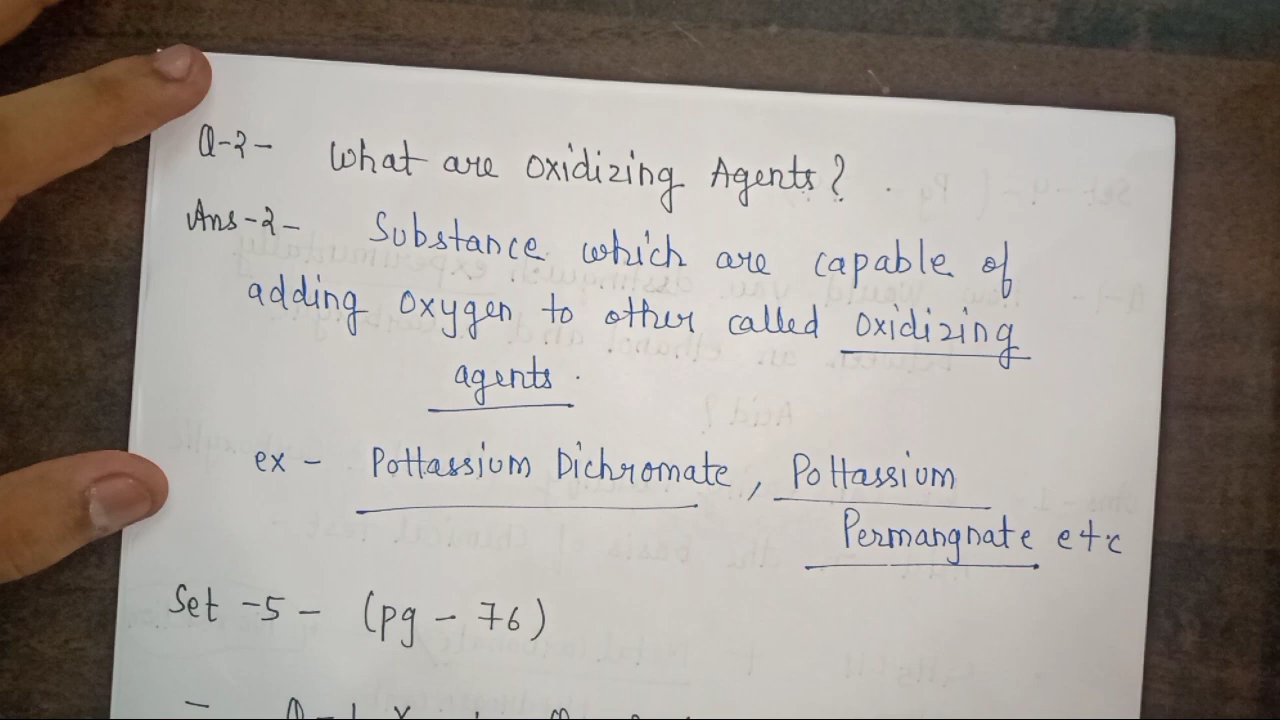 Q-2- What are Oxidizing Agents?
Ans-2- Substance which are capable of
adding oxygen to other called oxidizing
agents.
ex - Pottassium Dichromate, Pottassium
Permangnate etc
Set -5- (pg - 76)